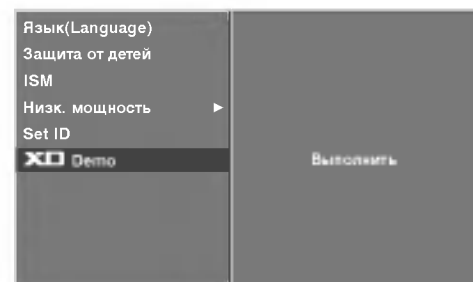 Язык(Language)
Защита от детей
ISM
Низк. мощность ►
Set ID
XD Demo
Выполнить